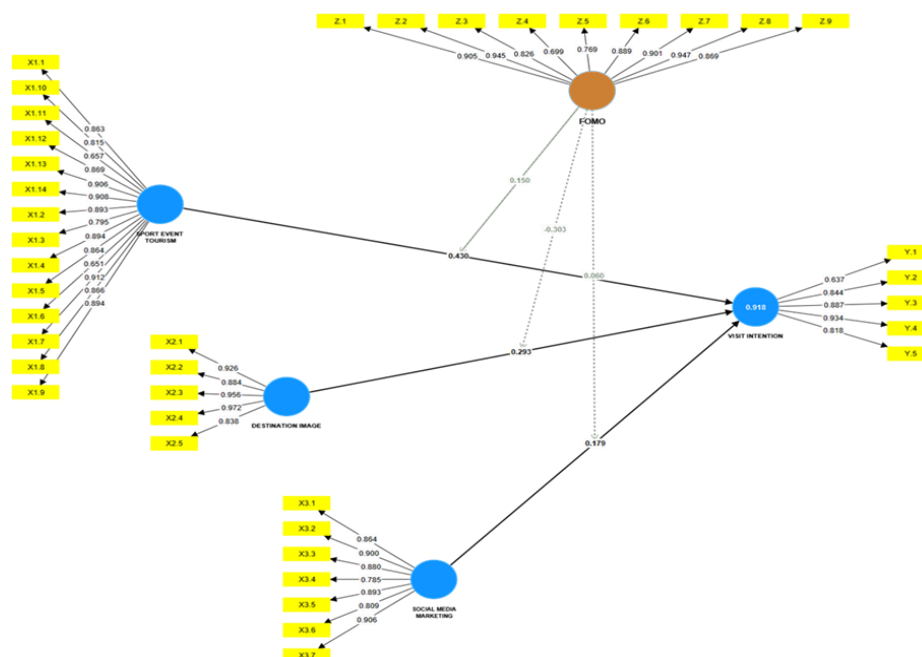 Z.1 Z.2 Z.3 Z.4 Z.5 Z.6 Z.7 Z.8 Z.9
0.905 0.945 0.826 0.699 0.769 0.889 0.901 0.947 0.869
FOMO
X1.1
X1.10
X1.11
X1.12
X1.13
X1.14
X1.2
X1.3
X1.4
X1.5
X1.6
X1.7
X1.8
X1.9
0.863
0.815
0.657
0.869
0.906
0.908
0.893
0.795
0.894
0.864
0.651
0.912
0.866
0.894
SPORT EVENT
TOURISM
0.150
-0.303
0.060
0.430
0.293
0.179
0.918
VISIT INTENTION
0.637
0.844
0.887
0.934
0.818
Y.1
Y.2
Y.3
Y.4
Y.5
X2.1
X2.2
X2.3
X2.4
X2.5
0.926
0.884
0.956
0.972
0.838
DESTINATION IMAGE
X3.1
X3.2
X3.3
X3.4
X3.5
X3.6
X3.7
0.864
0.900
0.880
0.785
0.893
0.809
0.906
SOCIAL MEDIA
MARKETING